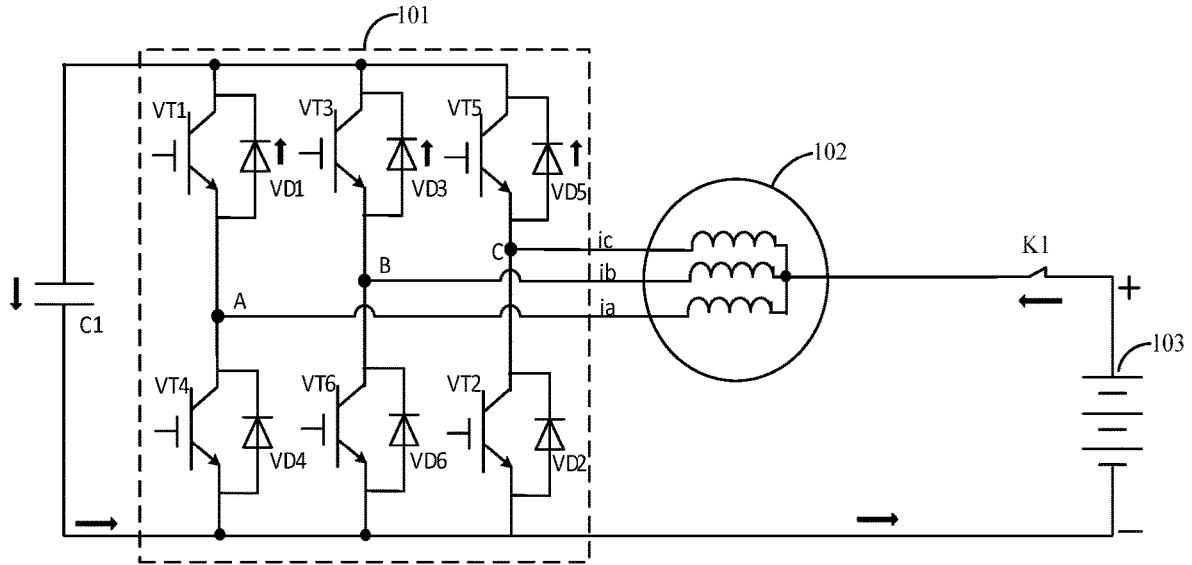 101
VT1
VT3
VT5
VD1
VD3
VD5
102
ic
C
ib
B
ia
A
K1
+
C1
103
VT4
VT6
VT2
VD4
VD6
VD2
−